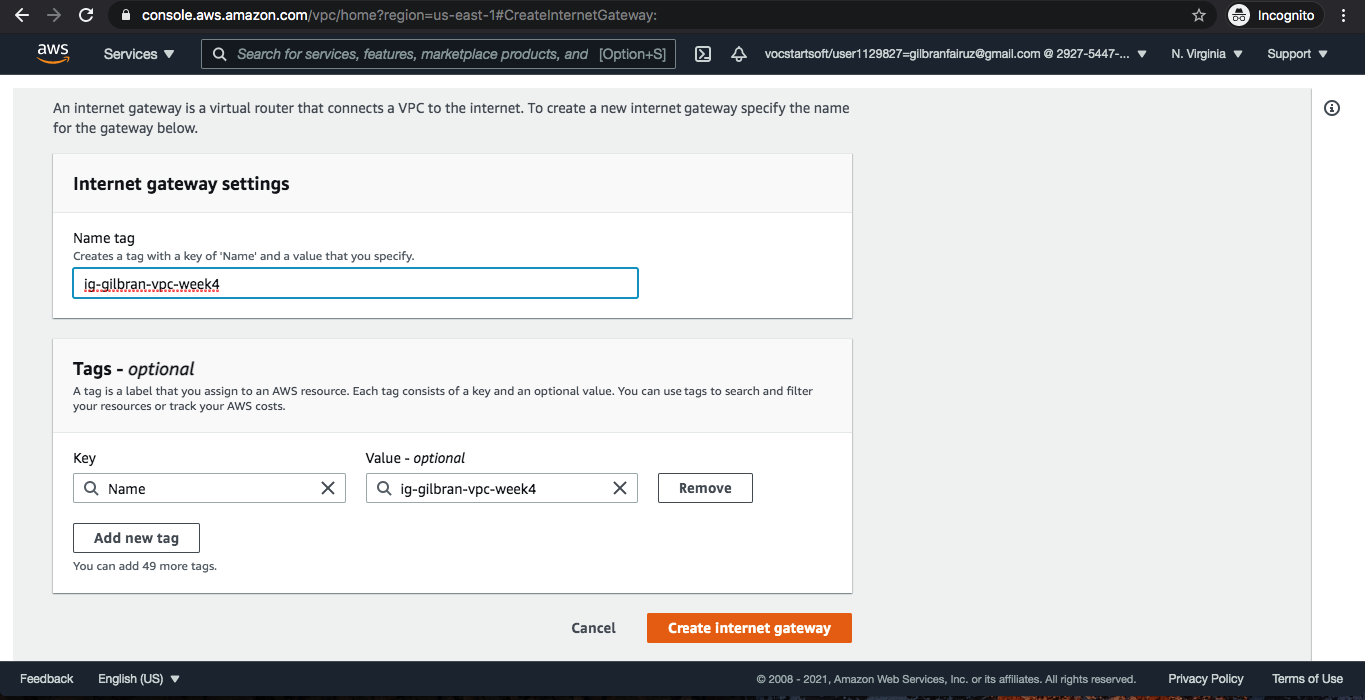 console.aws.amazon.com/vpc/home?region=us-east-1#CreateInternetGateway:
Incognito
aws
Services
Search for services, features, marketplace products, and [Option+S]
vocstartsoft/user1129827=gilbranfairuz@gmail.com @ 2927-5447-...
N. Virginia
Support
An internet gateway is a virtual router that connects a VPC to the internet. To create a new internet gateway specify the name
for the gateway below.
Internet gateway settings
Name tag
Creates a tag with a key of 'Name' and a value that you specify.
ig-gilbran-vpc-week4
Tags - optional
A tag is a label that you assign to an AWS resource. Each tag consists of a key and an optional value. You can use tags to search and filter
your resources or track your AWS costs.
Key
Value - optional
Name
ig-gilbran-vpc-week4
Remove
Add new tag
You can add 49 more tags.
Cancel
Create internet gateway
Feedback
English (US)
© 2008 - 2021, Amazon Web Services, Inc. or its affiliates. All rights reserved.
Privacy Policy
Terms of Use